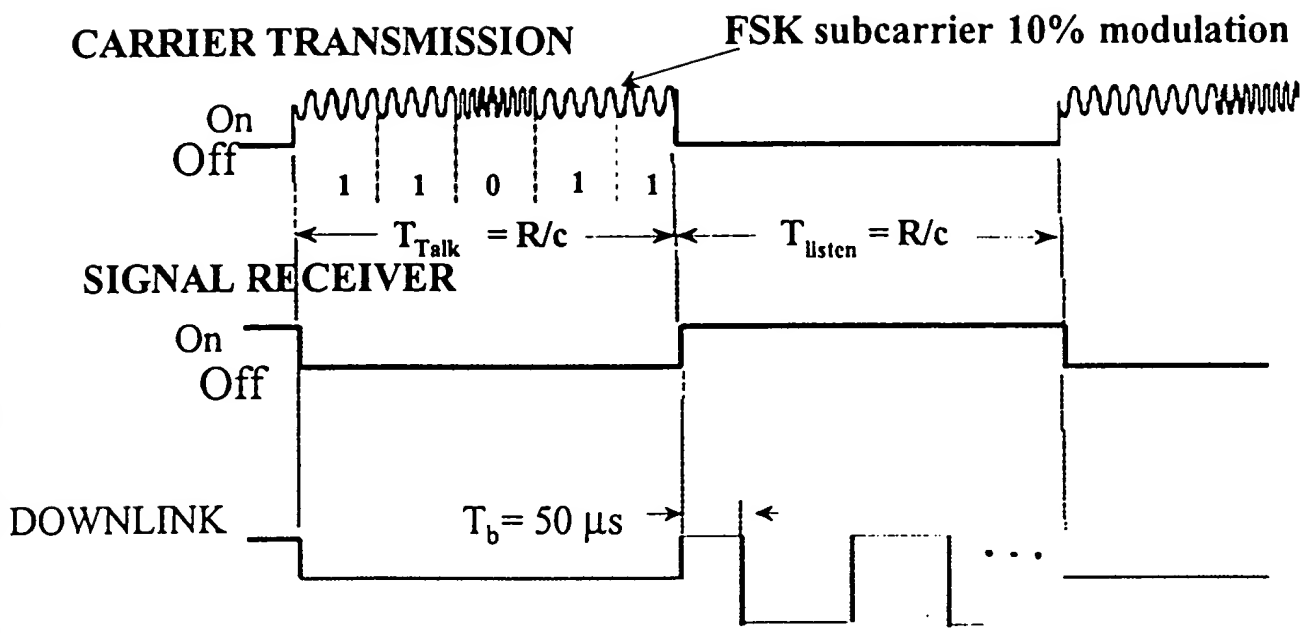 CARRIER TRANSMISSION
FSK subcarrier 10% modulation
On
Off
1 1 0 1 1
T_Talk = R/c
T_listen = R/c
SIGNAL RECEIVER
On
Off
DOWNLINK
T_b = 50 μs
. . .